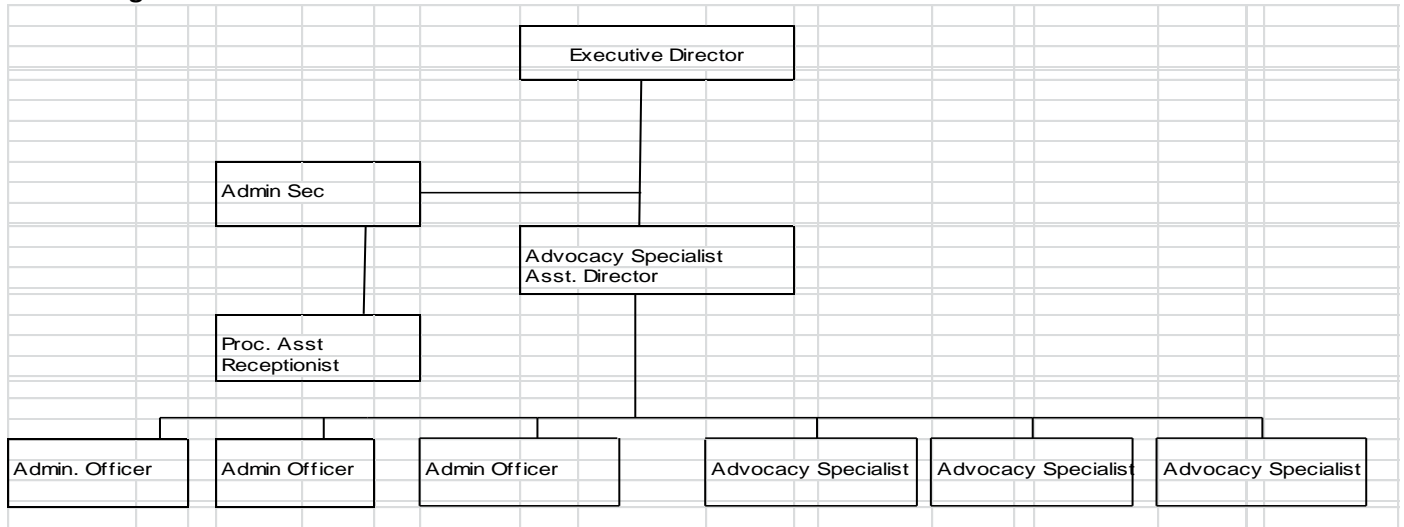 Executive Director
Admin Sec
Advocacy Specialist
Asst. Director
Proc. Asst
Receptionist
Admin. Officer
Admin Officer
Admin Officer
Advocacy Specialist
Advocacy Specialist
Advocacy Specialist